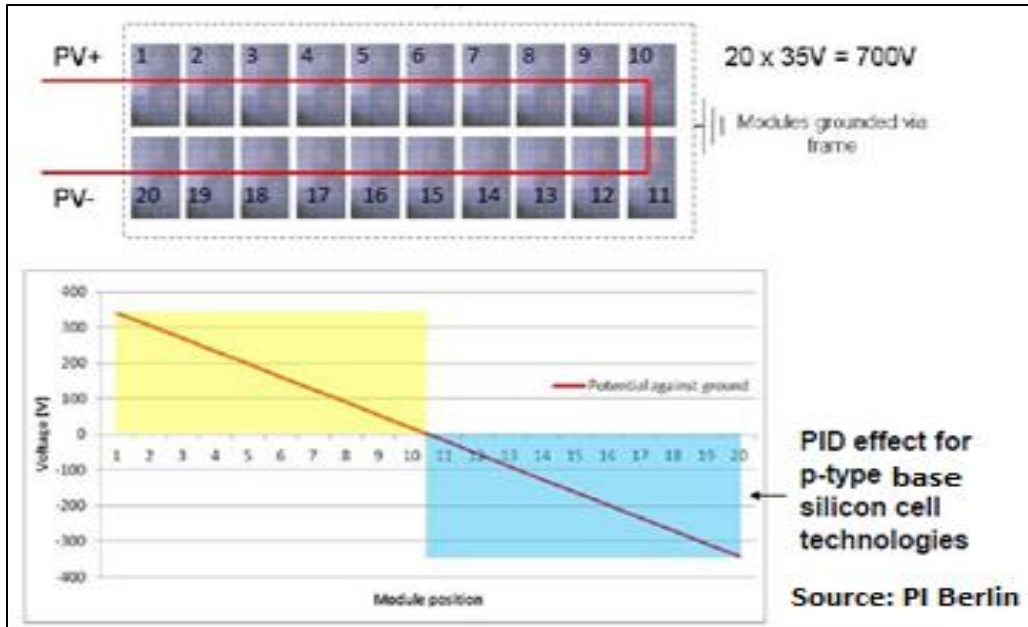 PV+
1 2 3 4 5 6 7 8 9 10
20 x 35V = 700V
Modules grounded via
frame
PV-
20 19 18 17 16 15 14 13 12 11
400
300
200
100
0
-100
-200
-300
-400
Voltage [V]
Potential against ground
1 2 3 4 5 6 7 8 9 10 11 12 13 14 15 16 17 18 19 20
Module position
PID effect for
p-type base
silicon cell
technologies
Source: PI Berlin